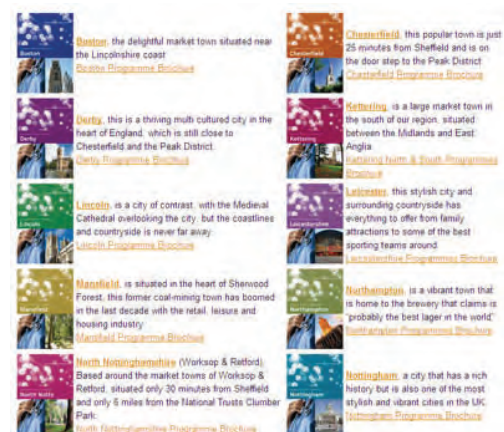 Boston
Boston, the delightful market town situated near
the Lincolnshire coast
Boston Programme Brochure
Chesterfield
Chesterfield, this popular town is just
25 minutes from Sheffield and is
on the door step to the Peak District
Chesterfield Programme Brochure
Derby
Derby, this is a thriving multi cultured city in the
heart of England, which is still close to
Chesterfield and the Peak District.
Derby Programme Brochure
Kettering
Kettering, is a large market town in
the south of our region, situated
between the Midlands and East
Anglia
Kettering North & South Programmes
Brochure
Lincoln
Lincoln, is a city of contrast, with the Medieval
Cathedral overlooking the city, but the coastlines
and countryside is never far away.
Lincoln Programme Brochure
Leicestershire
Leicester, this stylish city and
surrounding countryside has
everything to offer from family
attractions to some of the best
sporting teams around.
Leicestershire Programmes Brochure
Mansfield
Mansfield, is situated in the heart of Sherwood
Forest, this former coal-mining town has boomed
in the last decade with the retail, leisure and
housing industry
Mansfield Programme Brochure
Northampton
Northampton, is a vibrant town that
is home to the brewery that claims is
"probably the best lager in the world"
Northampton Programmes Brochure
North Notts
North Nottinghamshire (Worksop & Retford).
Based around the market towns of Worksop &
Retford, situated only 30 minutes from Sheffield
and only 6 miles from the National Trusts Clumber
Park.
North Nottinghamshire Programme Brochure
Nottingham
Nottingham, a city that has a rich
history but is also one of the most
stylish and vibrant cities in the UK.
Nottingham Programme Brochure